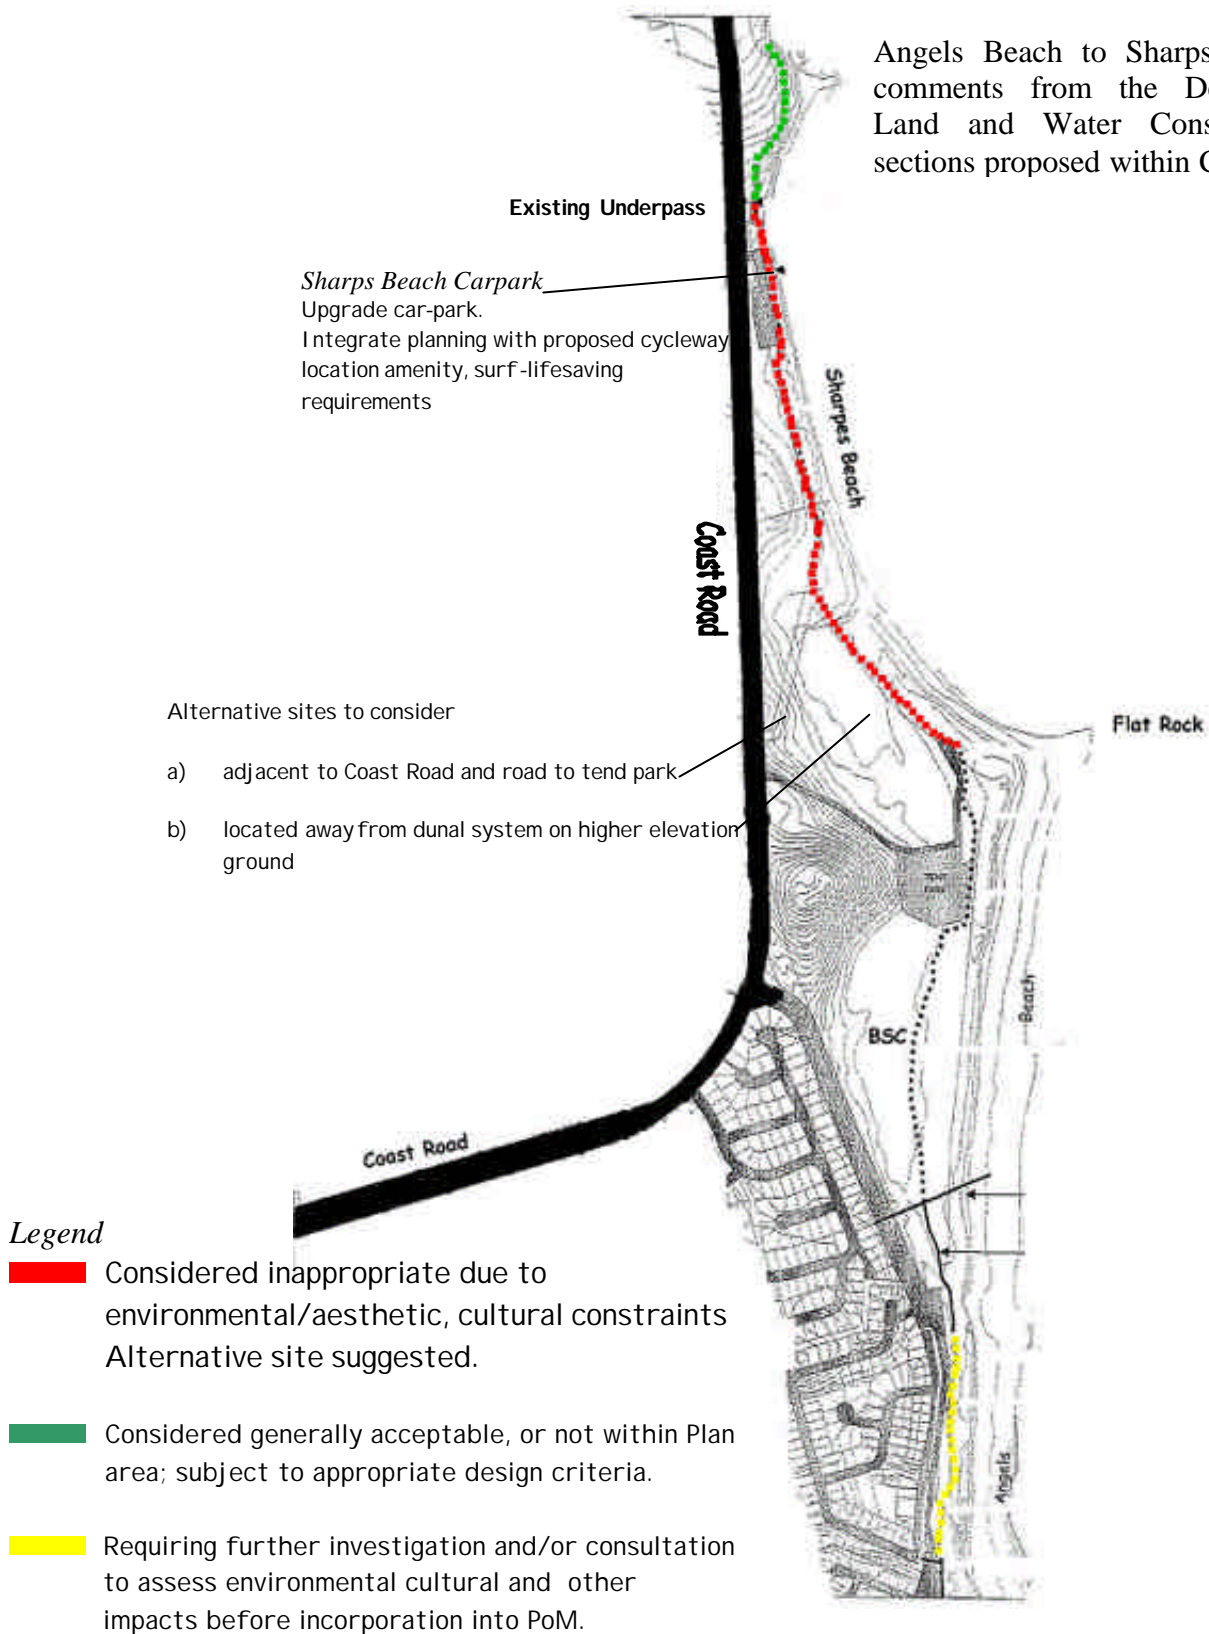 Angels Beach to Sharps
comments from the D
Land and Water Cons
sections proposed within
Existing Underpass
Sharps Beach Carpark
Upgrade car-park.
Integrate planning with proposed cycleway
location amenity, surf-lifesaving
requirements
Sharpes Beach
Coast Road
Alternative sites to consider
Flat Rock
a) adjacent to Coast Road and road to tend park
b) located away from dunal system on higher elevation
ground
Beach
BSC
Coast Road
Legend
Considered inappropriate due to
environmental/aesthetic, cultural constraints
Alternative site suggested.
Considered generally acceptable, or not within Plan
area; subject to appropriate design criteria.
Angels
Requiring further investigation and/or consultation
to assess environmental cultural and other
impacts before incorporation into PoM.